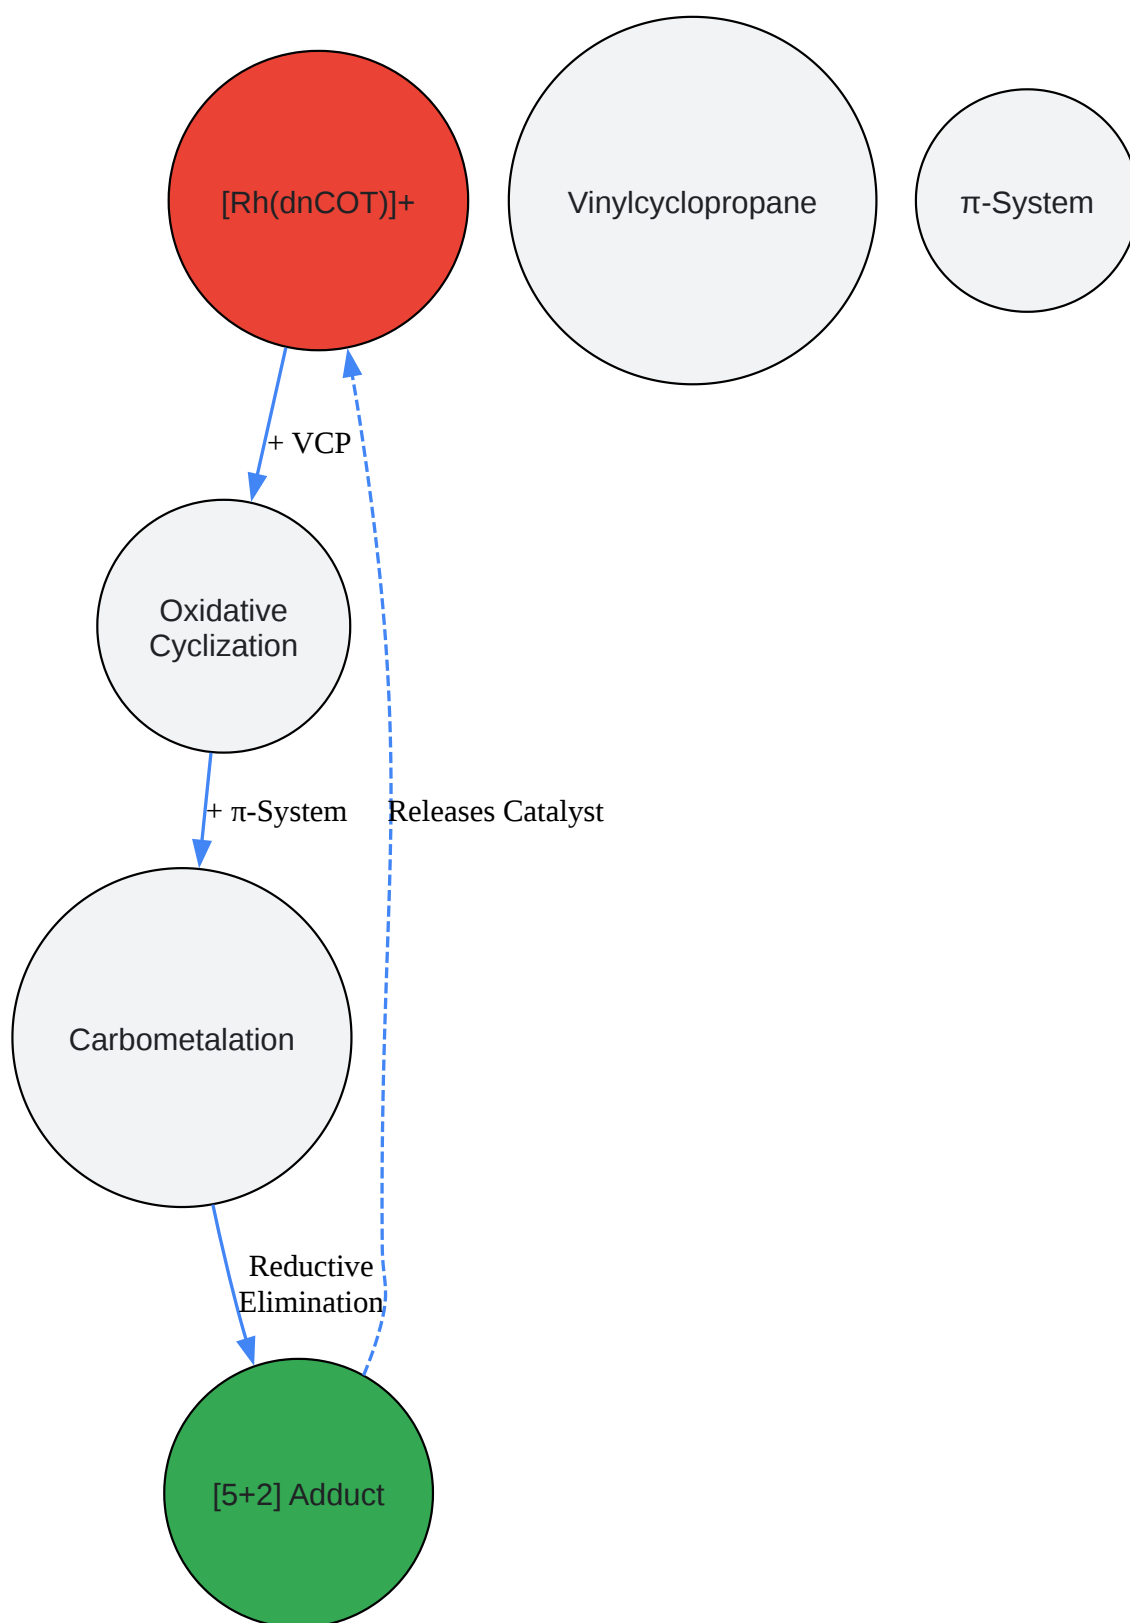 [Rh(dnCOT)]+
Vinylcyclopropane
π-System
+ VCP
Oxidative
Cyclization
+ π-System
Releases Catalyst
Carbometalation
Reductive
Elimination
[5+2] Adduct